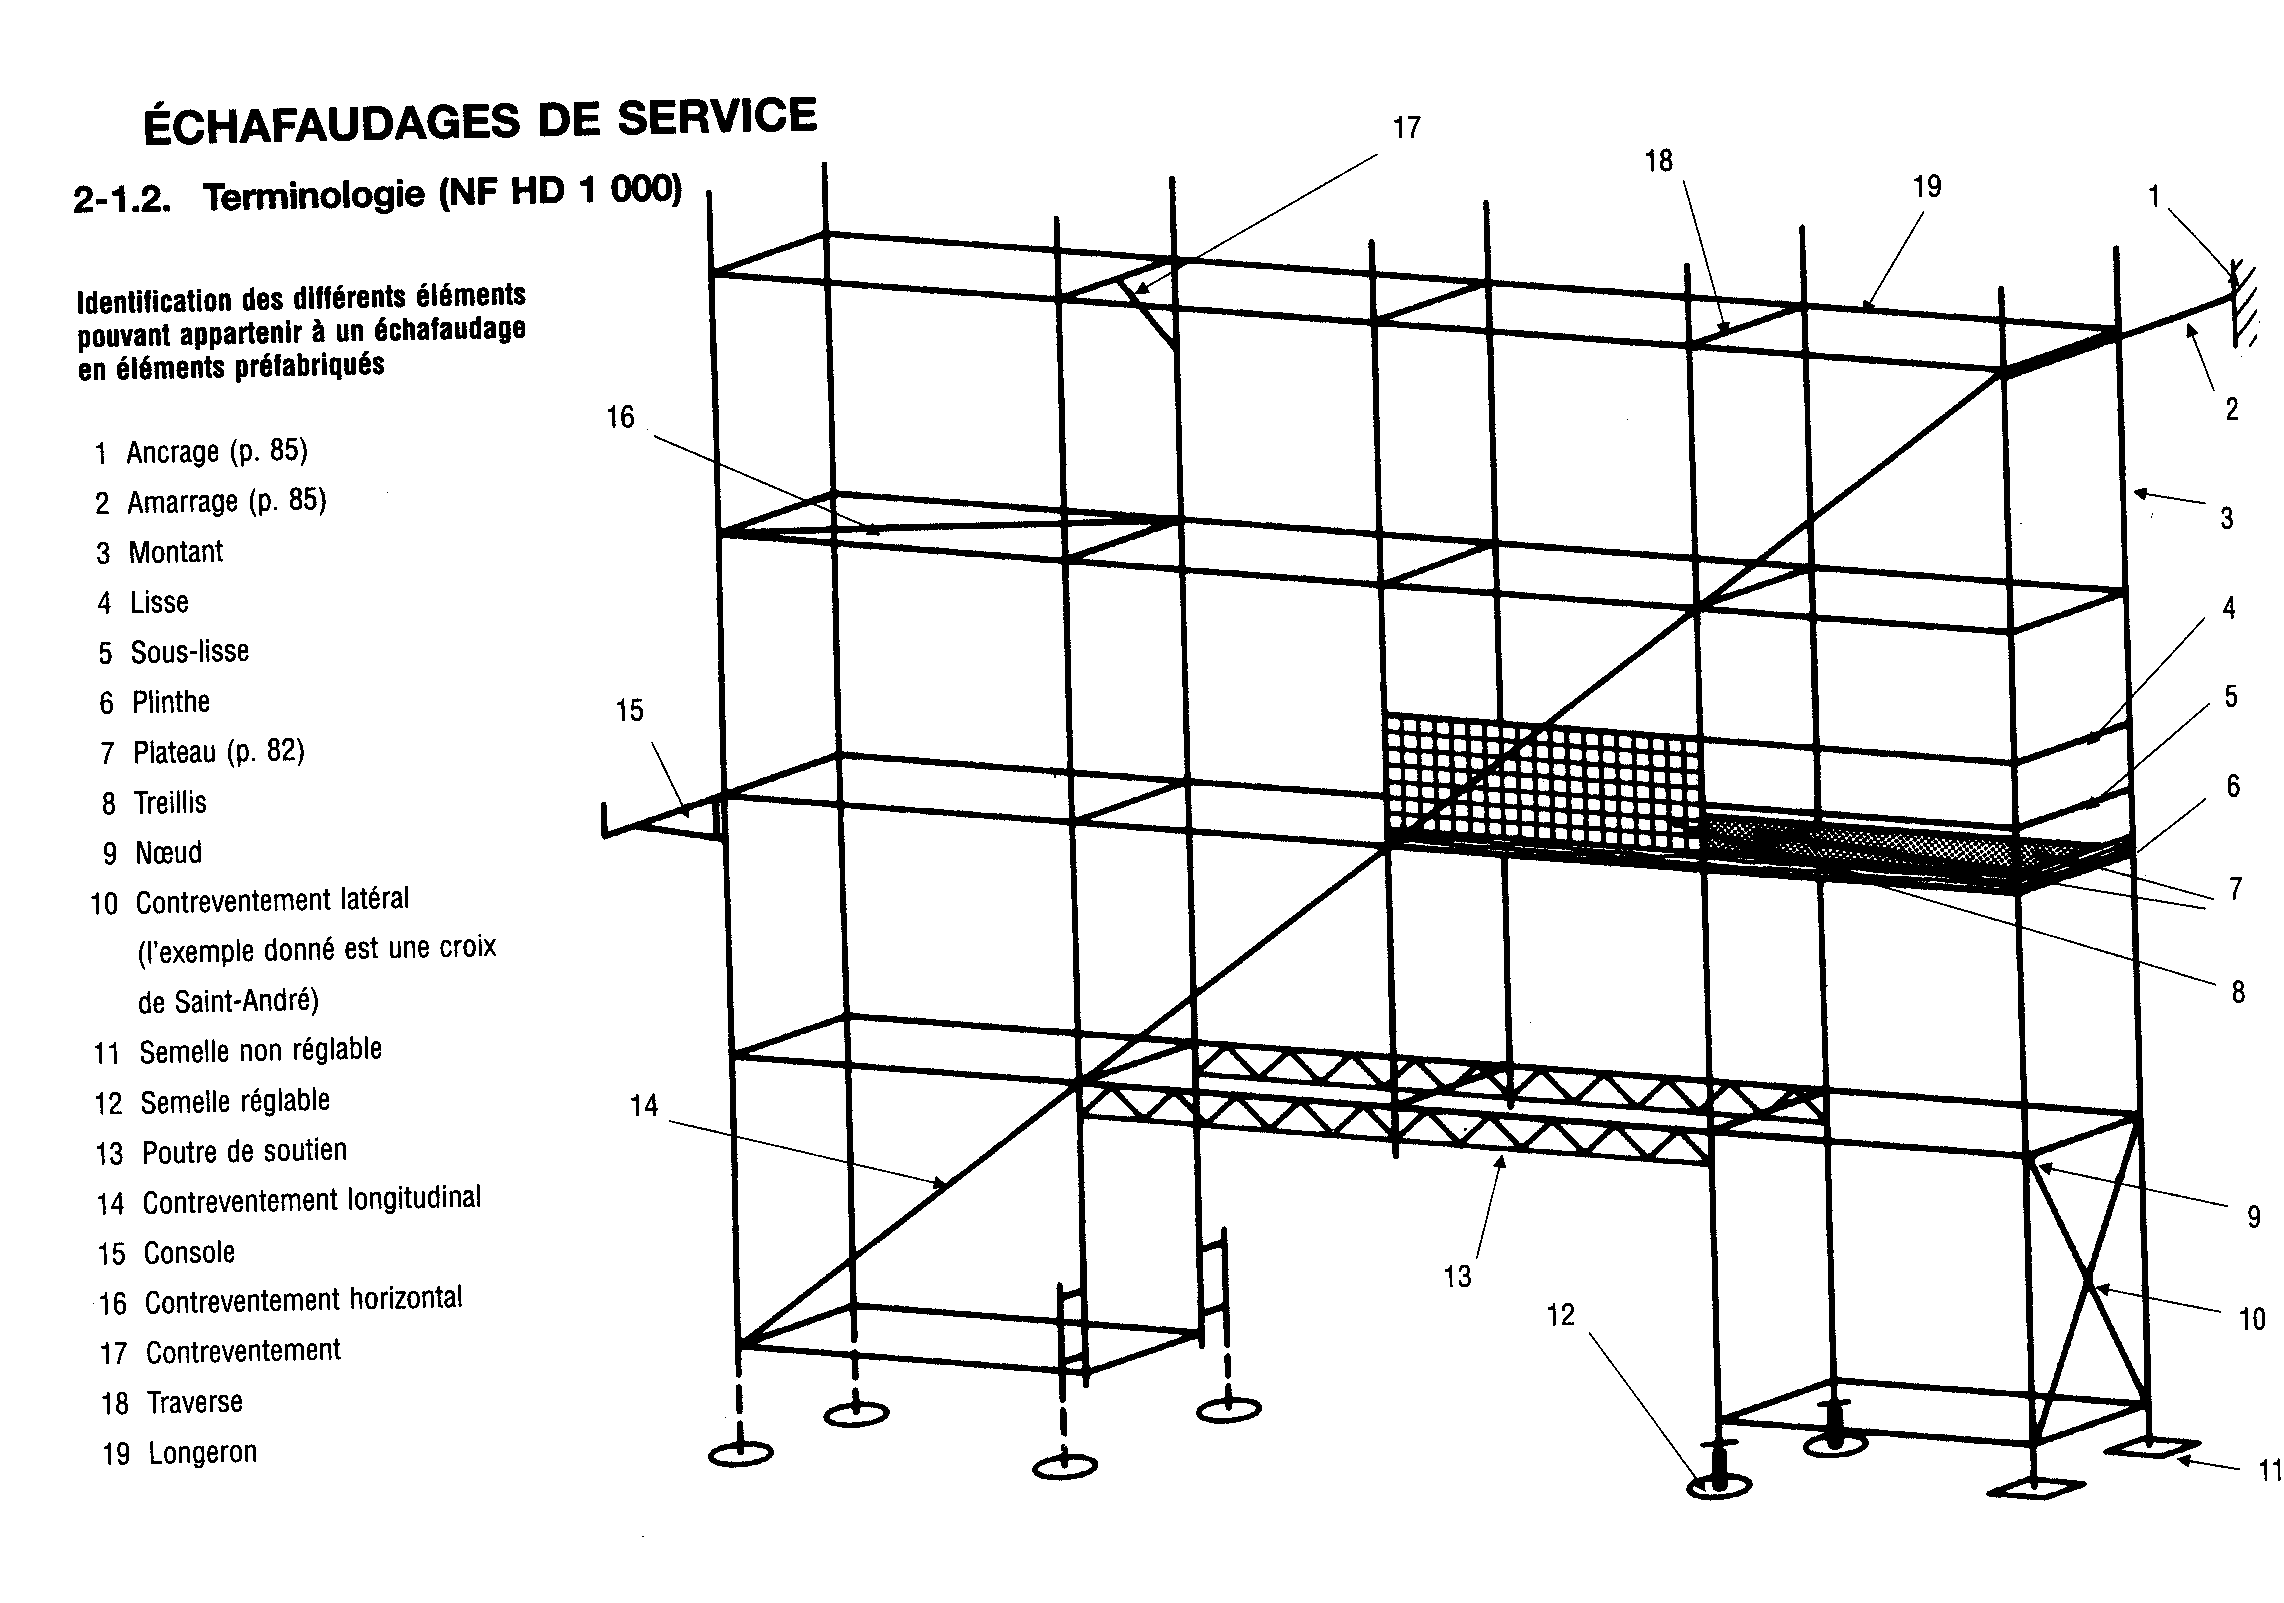 ÉCHAFAUDAGES DE SERVICE
2-1.2. Terminologie (NF HD 1 000)
Identification des différents éléments
pouvant appartenir à un échafaudage
en éléments préfabriqués
1 Ancrage (p. 85)
2 Amarrage (p. 85)
3 Montant
4 Lisse
5 Sous-lisse
6 Plinthe
7 Plateau (p. 82)
8 Treillis
9 Nœud
10 Contreventement latéral
(l'exemple donné est une croix
de Saint-André)
11 Semelle non réglable
12 Semelle réglable
13 Poutre de soutien
14 Contreventement longitudinal
15 Console
16 Contreventement horizontal
17 Contreventement
18 Traverse
19 Longeron
17
18
19
1
2
16
3
4
15
5
6
7
8
14
9
13
12
10
11